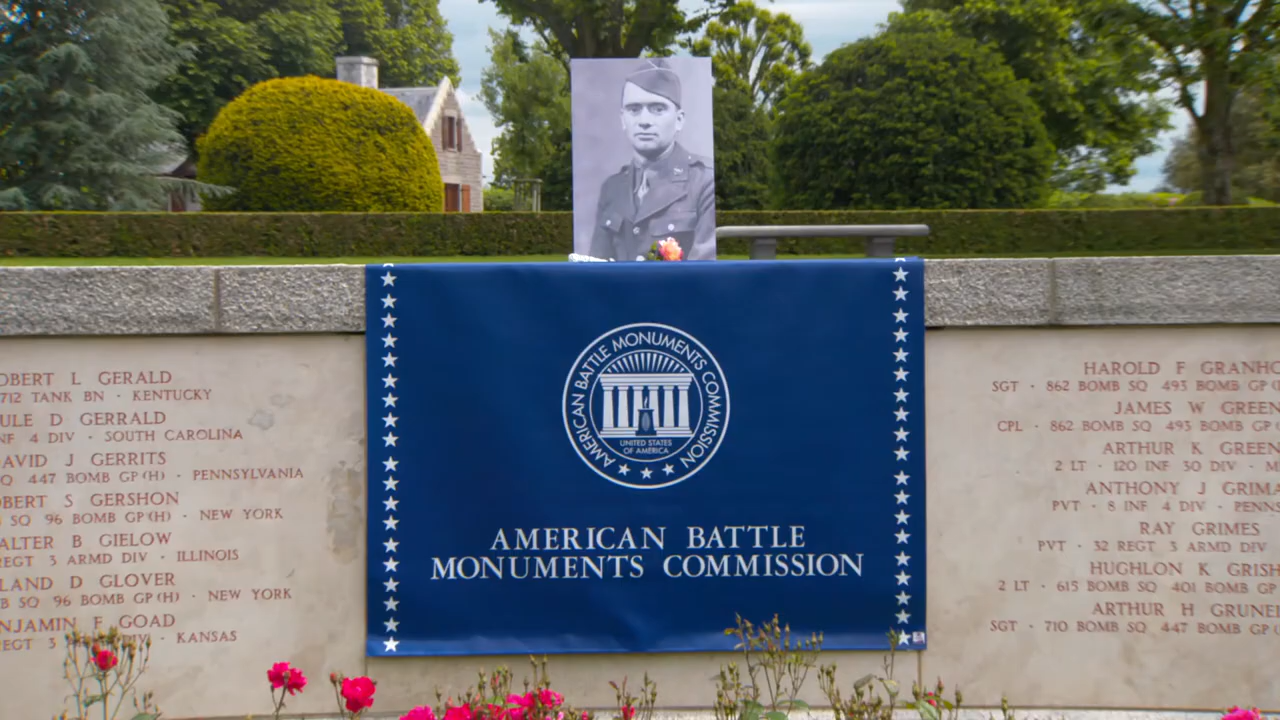 OBERT L GERALD
712 TANK BN · KENTUCKY
ULE D GERRALD
NF 4 DIV · SOUTH CAROLINA
DAVID J GERRITS
Q 447 BOMB GP (H) · PENNSYLVANIA
OBERT S GERSHON
SQ 96 BOMB GP (H) · NEW YORK
ALTER B GIELOW
REGT 3 ARMD DIV · ILLINOIS
LAND D GLOVER
B SQ 96 BOMB GP (H) · NEW YORK
NJAMIN F GOAD
REGT 3 · KANSAS
AMERICAN BATTLE MONUMENTS COMMISSION
UNITED STATES
OF AMERICA
AMERICAN BATTLE
MONUMENTS COMMISSION
HAROLD F GRANHO
SGT · 862 BOMB SQ 493 BOMB GP (
JAMES W GREEN
CPL · 862 BOMB SQ 493 BOMB GP (
ARTHUR K GREEN
2 LT · 120 INF 30 DIV · M
ANTHONY J GRIMA
PVT · 8 INF 4 DIV · PENNS
RAY GRIMES
PVT · 32 REGT 3 ARMD DIV
HUGHLON K GRISH
2 LT · 615 BOMB SQ 401 BOMB GP (
ARTHUR H GRUNE
SGT · 710 BOMB SQ 447 BOMB GP (